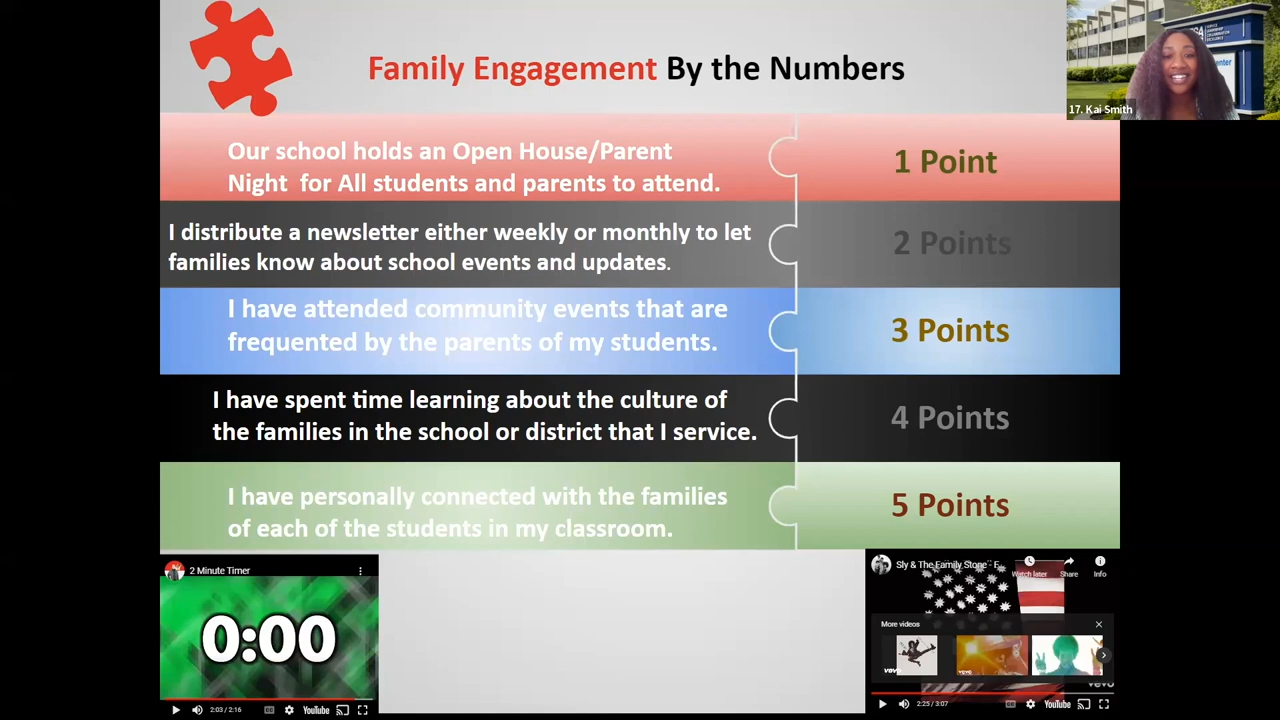 Family Engagement By the Numbers
17. Kai Smith
Our school holds an Open House/Parent
Night for All students and parents to attend.
1 Point
I distribute a newsletter either weekly or monthly to let
families know about school events and updates.
2 Points
I have attended community events that are
frequented by the parents of my students.
3 Points
I have spent time learning about the culture of
the families in the school or district that I service.
4 Points
I have personally connected with the families
of each of the students in my classroom.
5 Points
2 Minute Timer
0:00
2:03 / 2:16
YouTube
Sly & The Family Stone - F...
Watch later
Share
Info
More videos
vevo
vevo
2:25 / 3:07
YouTube